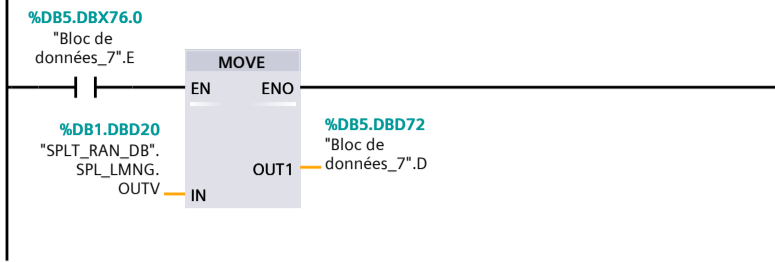 %DB5.DBX76.0
"Bloc de
données_7".E
MOVE
EN
ENO
%DB1.DBD20
"SPLT_RAN_DB".
SPL_LMNG.
OUTV
IN
OUT1
%DB5.DBD72
"Bloc de
données_7".D